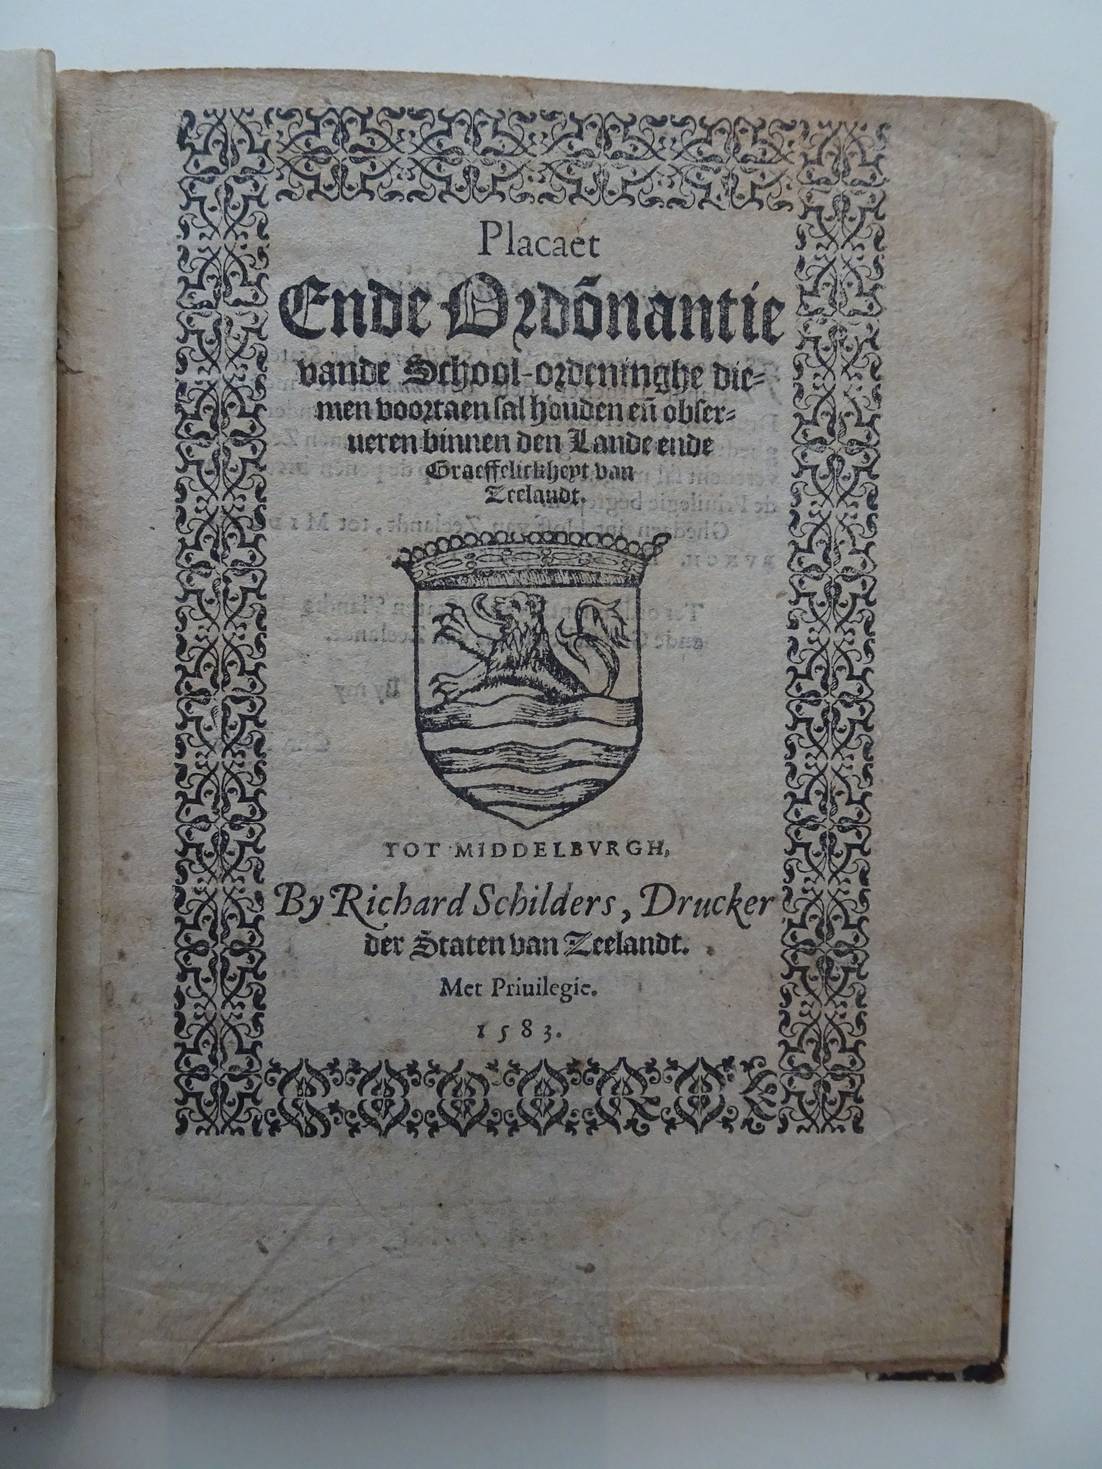 Placaet
Ende Ordõnantie
vande School-ordeninghe die-
men voortaen sal houden eñ obser-
ueren binnen den Lande ende
Graeffelickheyt van
Zeelandt.
TOT MIDDELBVRGH,
By Richard Schilders, Drucker
der Staten van Zeelandt.
Met Priuilegie.
1583.